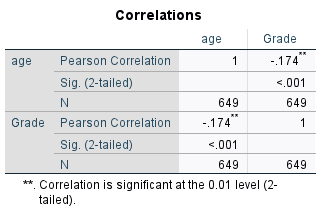 Correlations
age Grade
age Pearson Correlation 1 -.174**
Sig. (2-tailed) <.001
N 649 649
Grade Pearson Correlation -.174** 1
Sig. (2-tailed) <.001
N 649 649
**. Correlation is significant at the 0.01 level (2-
tailed).